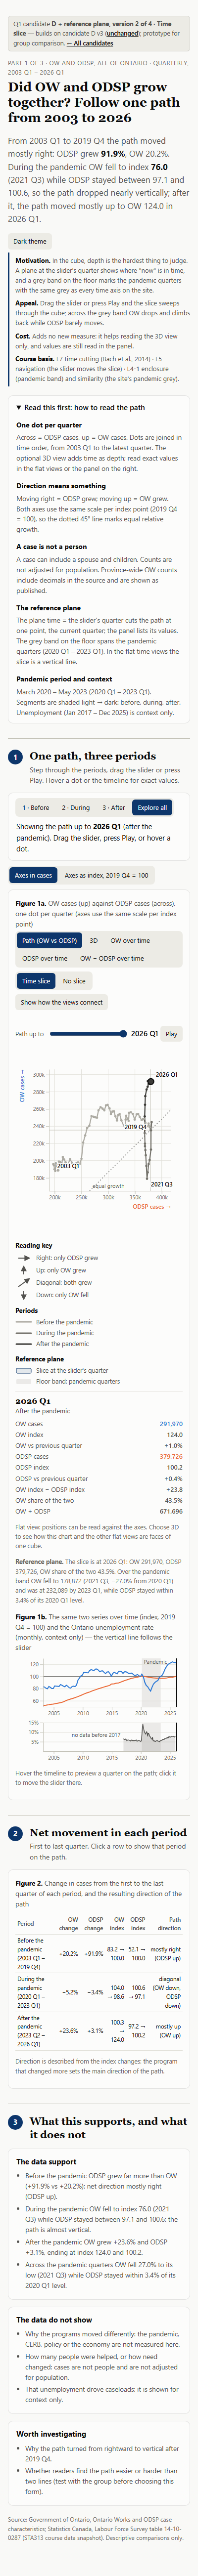 Q1 candidate D = reference plane, version 2 of 4 · Time
slice — builds on candidate D v3 (unchanged); prototype for
group comparison. ← All candidates
PART 1 OF 3 · OW AND ODSP, ALL OF ONTARIO · QUARTERLY,
2003 Q1 – 2026 Q1
Did OW and ODSP grow
together? Follow one path
from 2003 to 2026
From 2003 Q1 to 2019 Q4 the path moved
mostly right: ODSP grew 91.9%, OW 20.2%.
During the pandemic OW fell to index 76.0
(2021 Q3) while ODSP stayed between 97.1 and
100.6, so the path dropped nearly vertically; after
it, the path moved mostly up to OW 124.0 in
2026 Q1.
Dark theme
Motivation. In the cube, depth is the hardest thing to judge.
A plane at the slider's quarter shows where "now" is in time,
and a grey band on the floor marks the pandemic quarters
with the same prey as every time axis on the site.
Appeal. Drag the slider or press Play and the slice sweeps
through the cube; across the grey band OW drops and climbs
back while ODSP barely moves.
Cost. Adds no new measure: it helps reading the 3D view
only, and values are still read in the panel.
Course basis. L7 time cutting (Bach et al., 2014) · L5
navigation (the slider moves the slice) · L4-1 enclosure
(pandemic band) and similarity (the site's pandemic grey).
▼ Read this first: how to read the path
One dot per quarter
Across = ODSP cases, up = OW cases. Dots are joined in
time order, from 2003 Q1 to the latest quarter. The
optional 3D view adds time as depth; read exact values
in the flat views or the panel on the right.
Direction means something
Moving right = ODSP grew; moving up = OW grew.
Both axes use the same scale per index point (2019 Q4
= 100), so the dotted 45° line marks equal relative
growth.
A case is not a person
A case can include a spouse and children. Counts are
not adjusted for population. Province-wide OW counts
include decimals in the source and are shown as
published.
The reference plane
The plane time = the slider's quarter cuts the path at
one point, the current quarter; the panel lists its values.
The grey band on the floor spans the pandemic
quarters (2020 Q1 – 2023 Q1). In the flat time views the
slice is a vertical line.
Pandemic period and context
March 2020 – May 2023 (2020 Q1 – 2023 Q1).
Segments are shaded light → dark: before, during, after.
Unemployment (Jan 2017 – Dec 2025) is context only.
1 One path, three periods
Step through the periods, drag the slider or press
Play. Hover a dot or the timeline for exact values.
1 · Before 2 · During 3 · After Explore all
Showing the path up to 2026 Q1 (after the
pandemic). Drag the slider, press Play, or hover a
dot.
Axes in cases Axes as index, 2019 Q4 = 100
Figure 1a. OW cases (up) against ODSP cases (across).
one dot per quarter (axes use the same scale per index
point)
Path (OW vs ODSP) 3D OW over time
ODSP over time OW − ODSP over time
Time slice No slice
Show how the views connect
Path up to 2026 Q1 Play
OW cases →
300k
280k
260k
240k
220k
200k
180k
2026 Q1
2019 Q4
2003 Q1
equal growth
2021 Q3
200k 250k 300k 350k 400k
ODSP cases →
Reading key
Right: only ODSP grew
Up: only OW grew
Diagonal: both grew
Down: only OW fell
Periods
Before the pandemic
During the pandemic
After the pandemic
Reference plane
Slice at the slider's quarter
Floor band: pandemic quarters
2026 Q1
After the pandemic
OW cases 291,970
OW index 124.0
OW vs previous quarter +1.0%
ODSP cases 379,726
ODSP index 100.2
ODSP vs previous quarter +0.4%
OW index − ODSP index +23.8
OW share of the two 43.5%
OW + ODSP 671,696
Flat view: positions can be read against the axes. Choose 3D
to see how this chart and the other flat views are faces of
one cube.
Reference plane. The slice is at 2026 Q1: OW 291,970, ODSP
379,726, OW share of the two 43.5%. Over the pandemic
band OW fell to 178,872 (2021 Q3, −27.0% from 2020 Q1)
and was at 232,089 by 2023 Q1, while ODSP stayed within
3.4% of its 2020 Q1 level.
Figure 1b. The same two series over time (index, 2019
Q4 = 100) and the Ontario unemployment rate
(monthly, context only) — the vertical line follows the
slider
Pandemic
120
100
80
60
2005 2010 2015 2020 2025
15%
10%
5%
no data before 2017
2005 2010 2015 2020 2025
Hover the timeline to preview a quarter on the path; click it
to move the slider there.
2 Net movement in each period
First to last quarter. Click a row to show that period
on the path.
Figure 2. Change in cases from the first to the last
quarter of each period, and the resulting direction of the
path
Period OW change ODSP change OW index ODSP index Path direction
Before the pandemic (2003 Q1 – 2019 Q4) +20.2% +91.9% 83.2 → 100.0 52.1 → 100.0 mostly right (ODSP up)
During the pandemic (2020 Q1 – 2023 Q1) −5.2% −3.4% 104.0 → 98.6 100.6 → 97.1 diagonal (OW down, ODSP down)
After the pandemic (2023 Q2 – 2026 Q1) +23.6% +3.1% 100.3 → 124.0 97.2 → 100.2 mostly up (OW up)
Direction is described from the index changes: the program
that changed more sets the main direction of the path.
3 What this supports, and what
it does not
The data support
Before the pandemic ODSP grew far more than OW
(+91.9% vs +20.2%): net direction mostly right
(ODSP up).
During the pandemic OW fell to index 76.0 (2021
Q3) while ODSP stayed between 97.1 and 100.6: the
path is almost vertical.
After the pandemic OW grew +23.6% and ODSP
+3.1%, ending at index 124.0 and 100.2.
Across the pandemic quarters OW fell 27.0% to its
low (2021 Q3) while ODSP stayed within 3.4% of its
2020 Q1 level.
The data do not show
Why the programs moved differently: the pandemic,
CERB, policy or the economy are not measured here.
How many people were helped, or how need
changed: cases are not people and are not adjusted
for population.
That unemployment drove caseloads: it is shown for
context only.
Worth investigating
Why the path turned from rightward to vertical after
2019 Q4.
Whether readers find the path easier or harder than
two lines (test with the group before choosing this
form).
Source: Government of Ontario, Ontario Works and ODSP case
characteristics; Statistics Canada, Labour Force Survey table 14-10-
0287 (STA313 course data snapshot). Descriptive comparisons only.